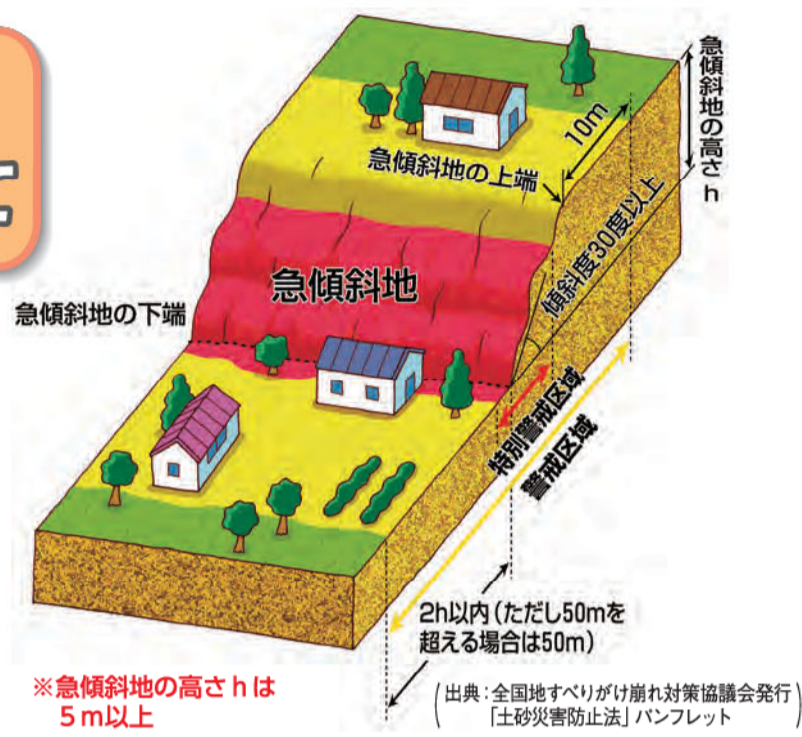 急傾斜地の高さh
10m
急傾斜地の上端
傾斜度30度以上
急傾斜地
急傾斜地の下端
特別警戒区域
警戒区域
2h以内(ただし50mを
超える場合は50m)
※急傾斜地の高さhは
5m以上
(出典:全国地すべりがけ崩れ対策協議会発行
「土砂災害防止法」パンフレット)